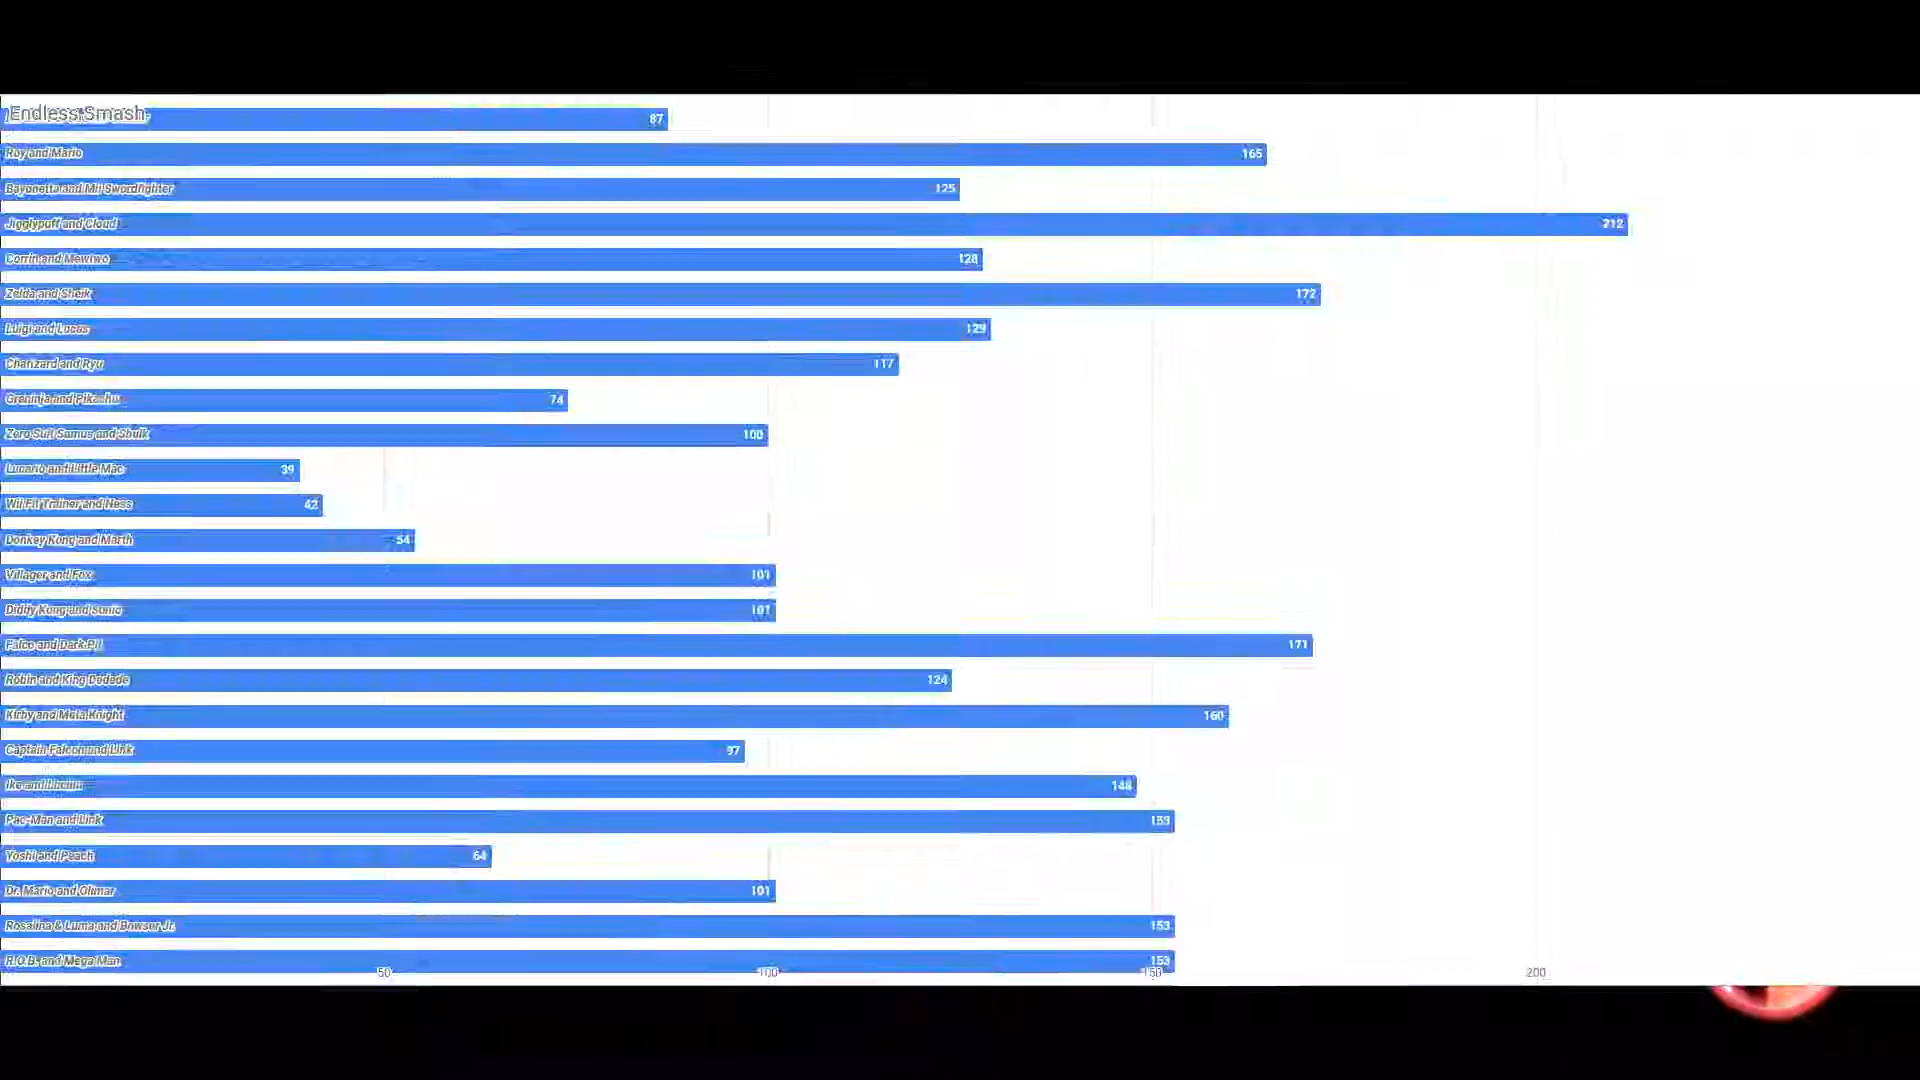 Endless Smash
87
Roy and Mario
165
Bayonetta and Mii Swordfighter
125
Jigglypuff and Cloud
212
Corrin and Mewtwo
128
Zelda and Sheik
172
Luigi and Lucas
129
Charizard and Ryu
117
Greninja and Pikachu
74
Zero Suit Samus and Shulk
100
Lucario and Little Mac
39
Wii Fit Trainer and Ness
42
Donkey Kong and Marth
54
Villager and Fox
101
Diddy Kong and Sonic
101
Falco and Dark Pit
171
Robin and King Dedede
124
Kirby and Meta Knight
160
Captain Falcon and Link
97
Ike and Lucina
148
Pac-Man and Link
153
Yoshi and Peach
64
Dr. Mario and Olimar
101
Rosalina & Luma and Bowser Jr.
153
R.O.B. and Mega Man
153
50
100
150
200